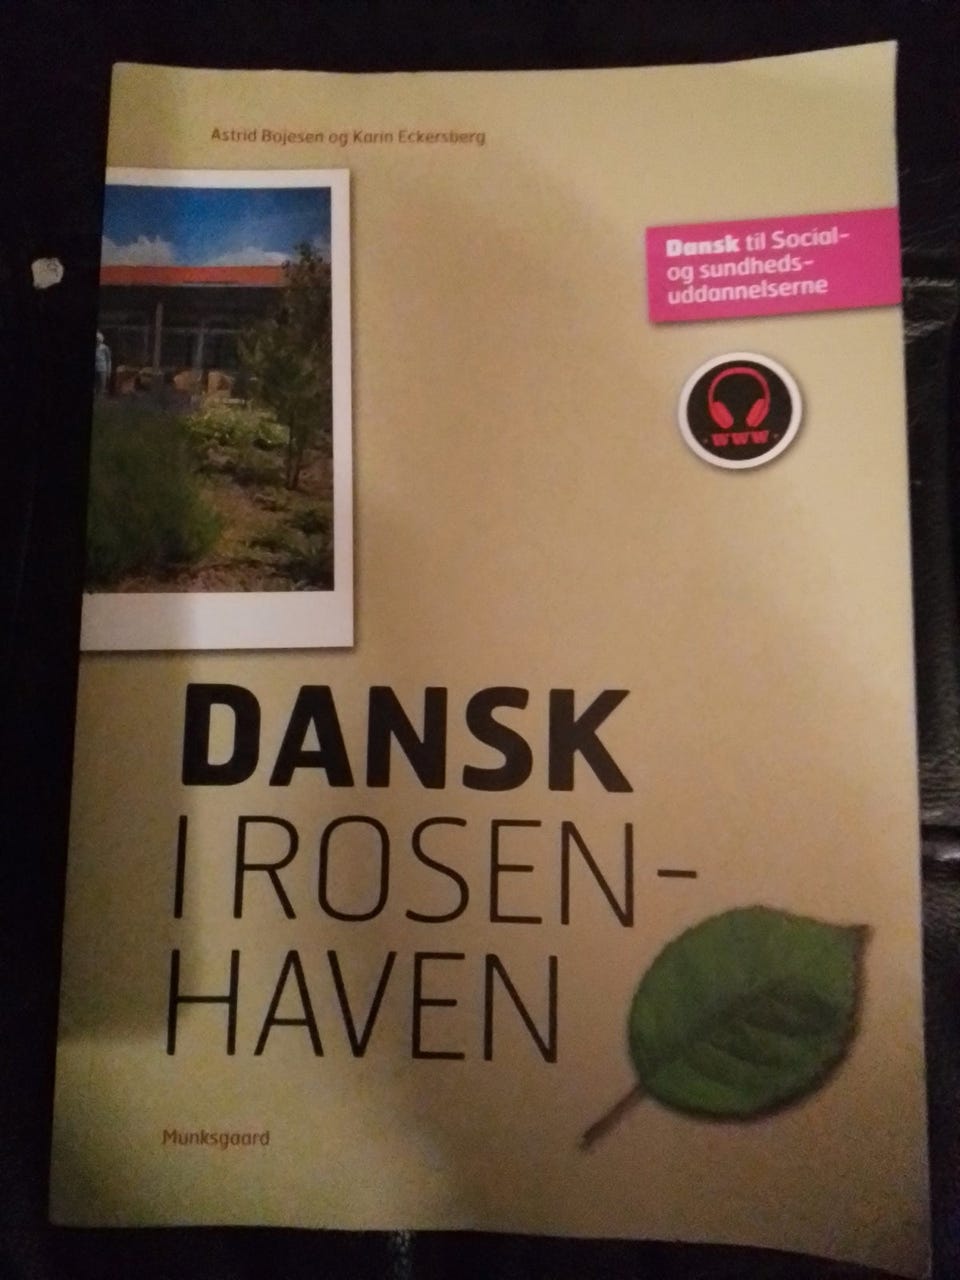 Astrid Bojesen og Karin Eckersberg
Dansk til Social-
og sundheds-
uddannelserne
WWW
DANSK
I ROSEN-
HAVEN
Munksgaard